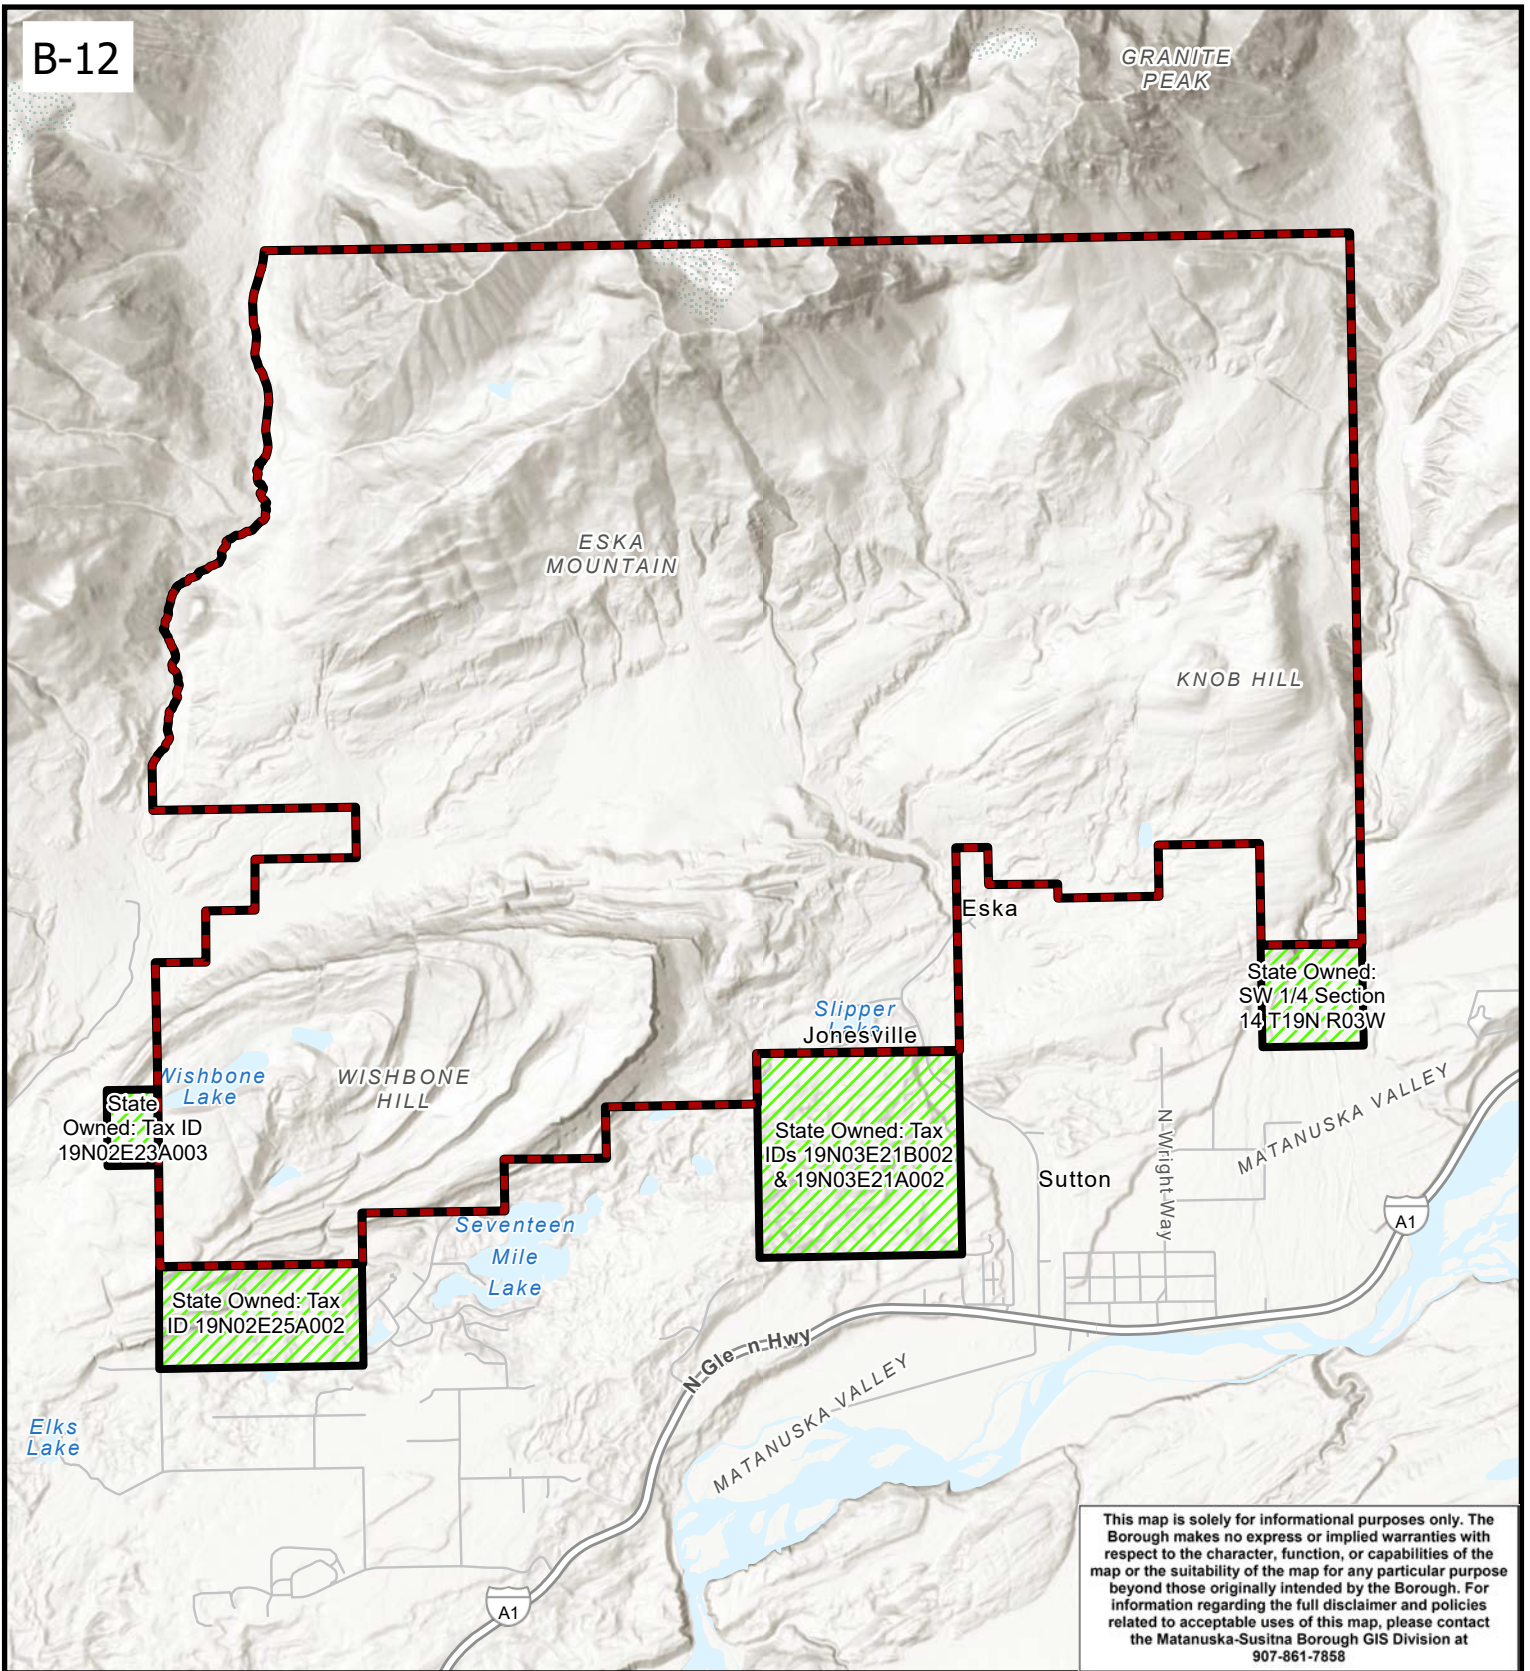 B-12
GRANITE
PEAK
ESKA
MOUNTAIN
KNOB HILL
Eska
State Owned:
SW 1/4 Section
14 T19N R03W
Slipper
Lake
Jonesville
Wishbone
Lake
WISHBONE
HILL
State
Owned: Tax ID
19N02E23A003
State Owned: Tax
IDs 19N03E21B002
& 19N03E21A002
Sutton
N Wright Way
MATANUSKA VALLEY
A1
Seventeen
Mile
Lake
State Owned: Tax
ID 19N02E25A002
N Glenn Hwy
MATANUSKA VALLEY
Elks
Lake
A1
This map is solely for informational purposes only. The
Borough makes no express or implied warranties with
respect to the character, function, or capabilities of the
map or the suitability of the map for any particular purpose
beyond those originally intended by the Borough. For
information regarding the full disclaimer and policies
related to acceptable uses of this map, please contact
the Matanuska-Susitna Borough GIS Division at
907-861-7858